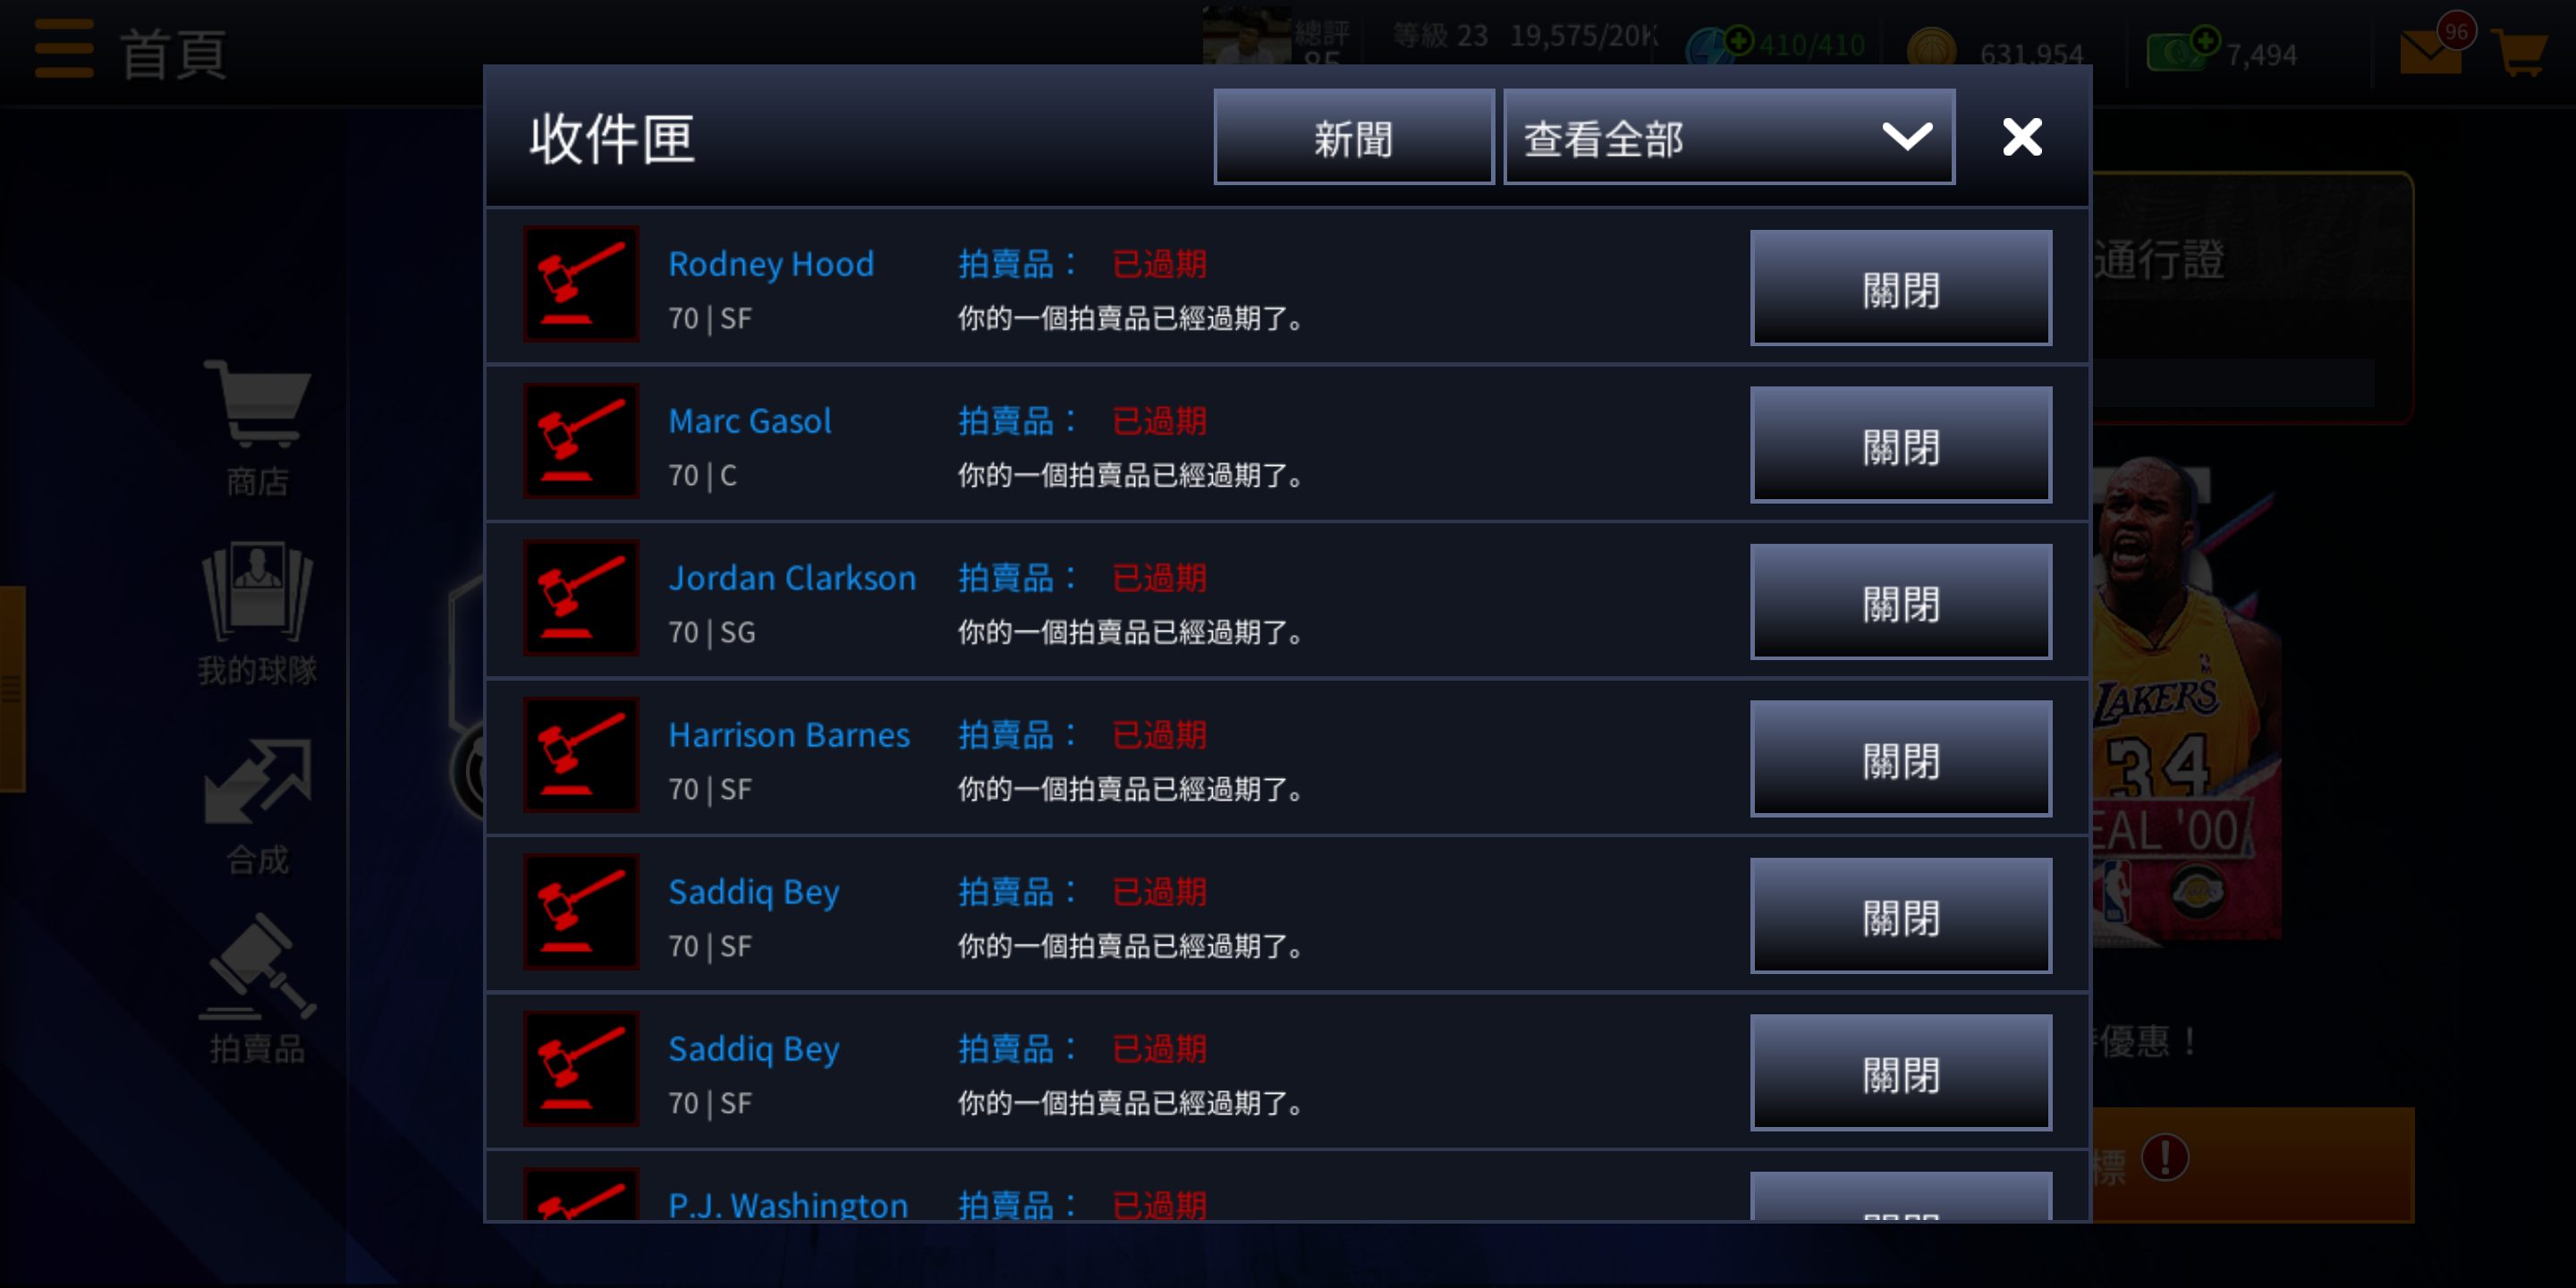 首頁
總評
85
等級 23
19,575/20K
410/410
631,954
7,494
96
收件匣
新聞
查看全部
Rodney Hood
拍賣品： 已過期
70 | SF
你的一個拍賣品已經過期了。
關閉
Marc Gasol
拍賣品： 已過期
70 | C
你的一個拍賣品已經過期了。
關閉
Jordan Clarkson
拍賣品： 已過期
70 | SG
你的一個拍賣品已經過期了。
關閉
Harrison Barnes
拍賣品： 已過期
70 | SF
你的一個拍賣品已經過期了。
關閉
Saddiq Bey
拍賣品： 已過期
70 | SF
你的一個拍賣品已經過期了。
關閉
Saddiq Bey
拍賣品： 已過期
70 | SF
你的一個拍賣品已經過期了。
關閉
P.J. Washington
拍賣品： 已過期
商店
我的球隊
合成
拍賣品
通行證
LAKERS
34
EAL '00
優惠！
標